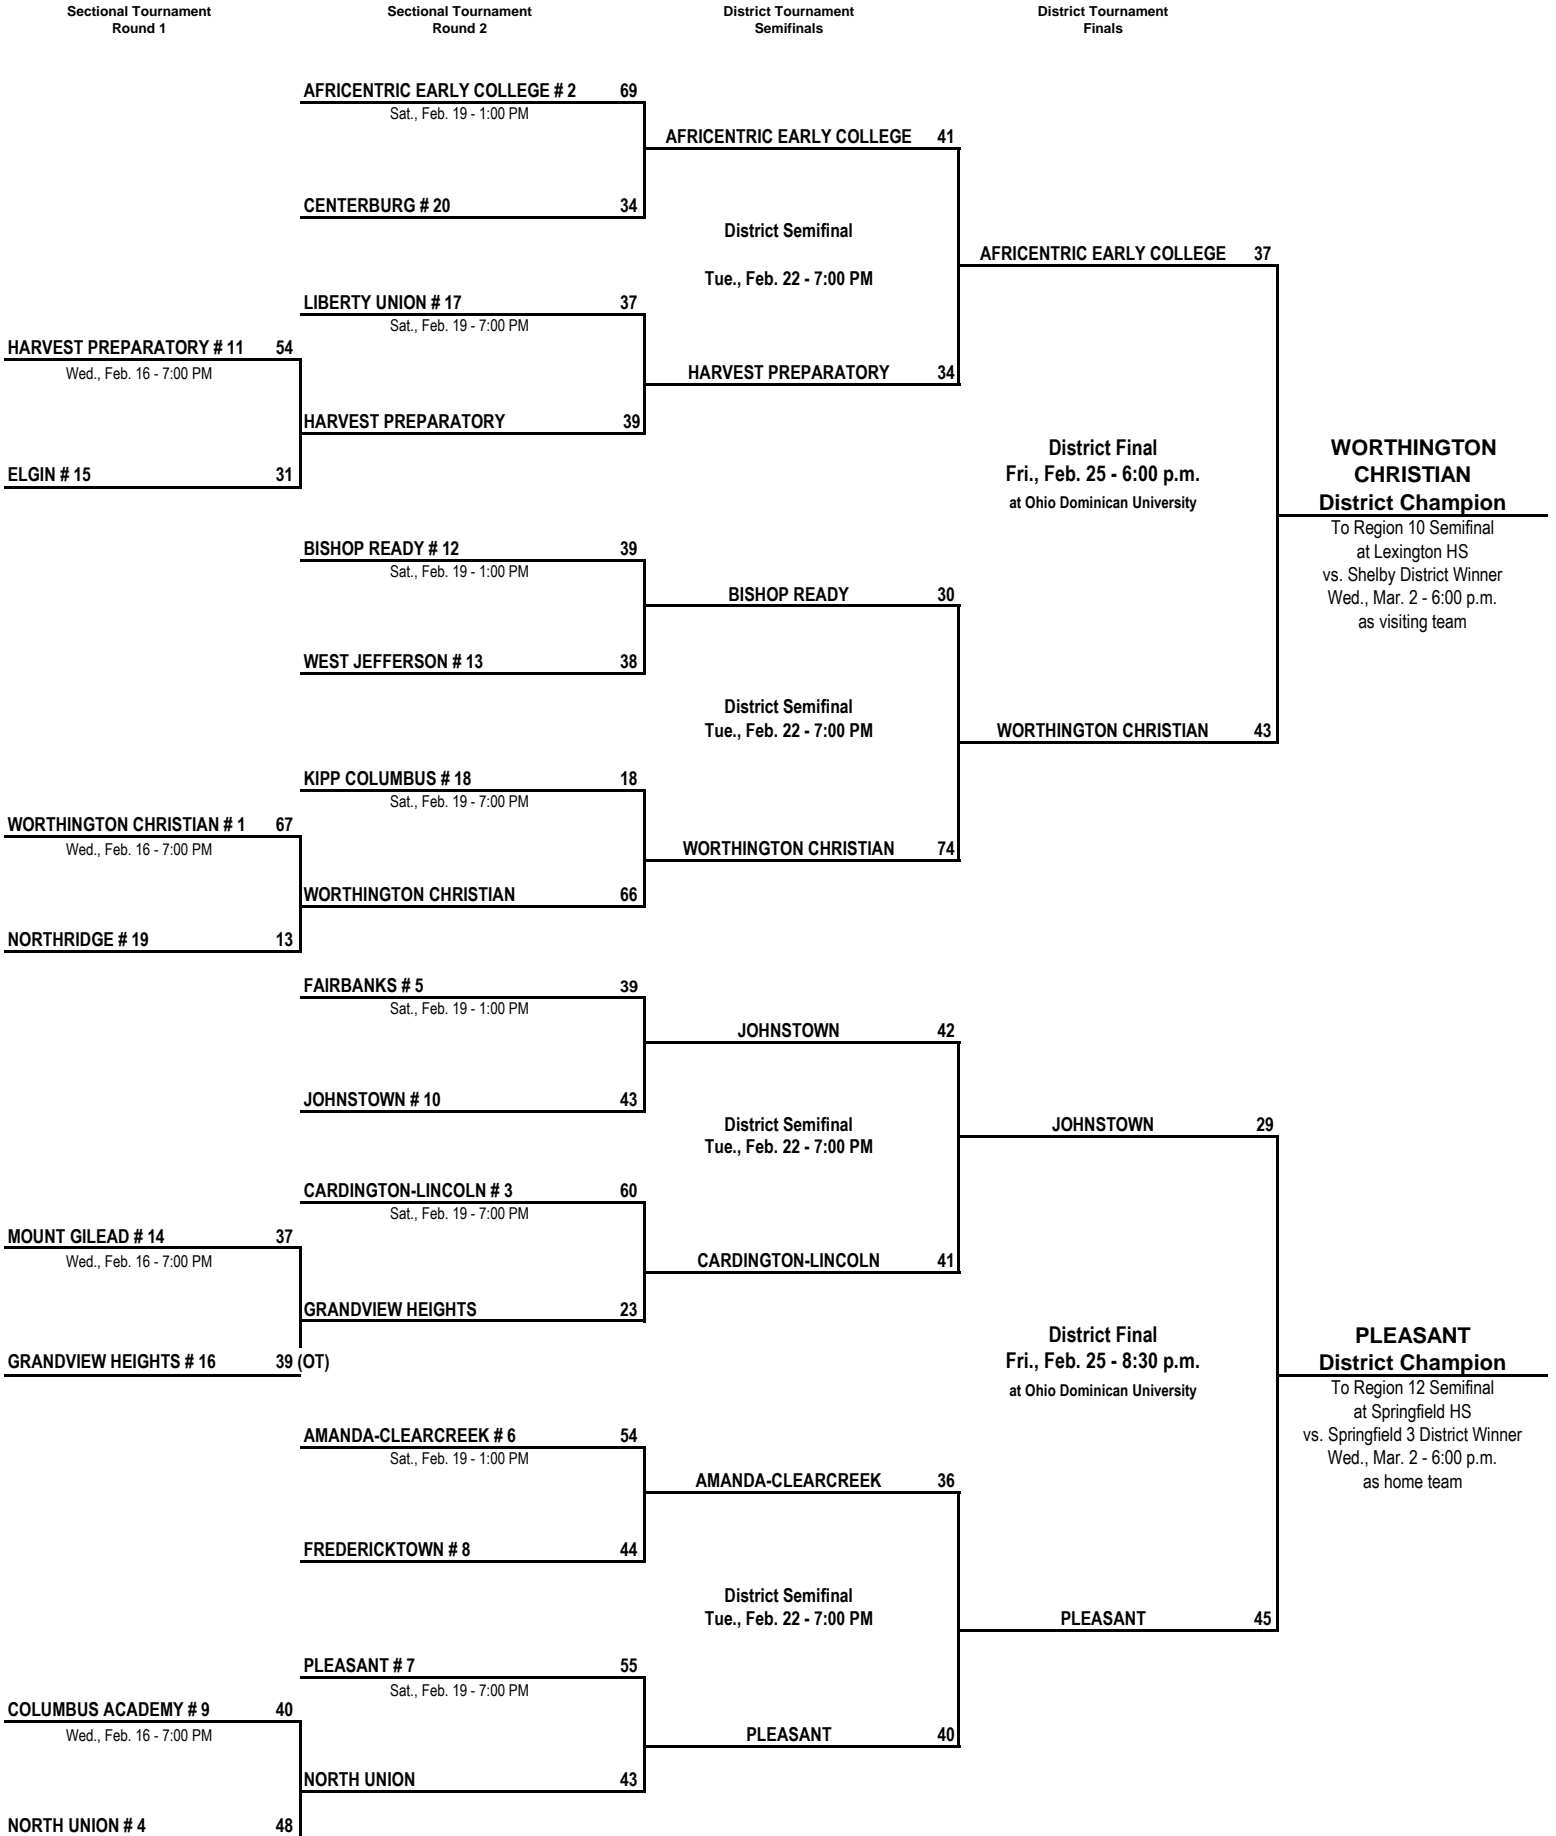 Sectional Tournament
Round 1
Sectional Tournament
Round 2
District Tournament
Semifinals
District Tournament
Finals
AFRICENTRIC EARLY COLLEGE # 2 69
Sat., Feb. 19 - 1:00 PM
AFRICENTRIC EARLY COLLEGE 41
CENTERBURG # 20 34
District Semifinal
Tue., Feb. 22 - 7:00 PM
AFRICENTRIC EARLY COLLEGE 37
LIBERTY UNION # 17 37
Sat., Feb. 19 - 7:00 PM
HARVEST PREPARATORY # 11 54
Wed., Feb. 16 - 7:00 PM
HARVEST PREPARATORY 34
HARVEST PREPARATORY 39
ELGIN # 15 31
District Final
Fri., Feb. 25 - 6:00 p.m.
at Ohio Dominican University
WORTHINGTON
CHRISTIAN
District Champion
To Region 10 Semifinal
at Lexington HS
vs. Shelby District Winner
Wed., Mar. 2 - 6:00 p.m.
as visiting team
BISHOP READY # 12 39
Sat., Feb. 19 - 1:00 PM
BISHOP READY 30
WEST JEFFERSON # 13 38
District Semifinal
Tue., Feb. 22 - 7:00 PM
WORTHINGTON CHRISTIAN 43
KIPP COLUMBUS # 18 18
Sat., Feb. 19 - 7:00 PM
WORTHINGTON CHRISTIAN # 1 67
Wed., Feb. 16 - 7:00 PM
WORTHINGTON CHRISTIAN 74
WORTHINGTON CHRISTIAN 66
NORTHRIDGE # 19 13
FAIRBANKS # 5 39
Sat., Feb. 19 - 1:00 PM
JOHNSTOWN 42
JOHNSTOWN # 10 43
District Semifinal
Tue., Feb. 22 - 7:00 PM
JOHNSTOWN 29
CARDINGTON-LINCOLN # 3 60
Sat., Feb. 19 - 7:00 PM
MOUNT GILEAD # 14 37
Wed., Feb. 16 - 7:00 PM
CARDINGTON-LINCOLN 41
GRANDVIEW HEIGHTS 23
GRANDVIEW HEIGHTS # 16 39 (OT)
District Final
Fri., Feb. 25 - 8:30 p.m.
at Ohio Dominican University
PLEASANT
District Champion
To Region 12 Semifinal
at Springfield HS
vs. Springfield 3 District Winner
Wed., Mar. 2 - 6:00 p.m.
as home team
AMANDA-CLEARCREEK # 6 54
Sat., Feb. 19 - 1:00 PM
AMANDA-CLEARCREEK 36
FREDERICKTOWN # 8 44
District Semifinal
Tue., Feb. 22 - 7:00 PM
PLEASANT 45
PLEASANT # 7 55
Sat., Feb. 19 - 7:00 PM
COLUMBUS ACADEMY # 9 40
Wed., Feb. 16 - 7:00 PM
PLEASANT 40
NORTH UNION 43
NORTH UNION # 4 48